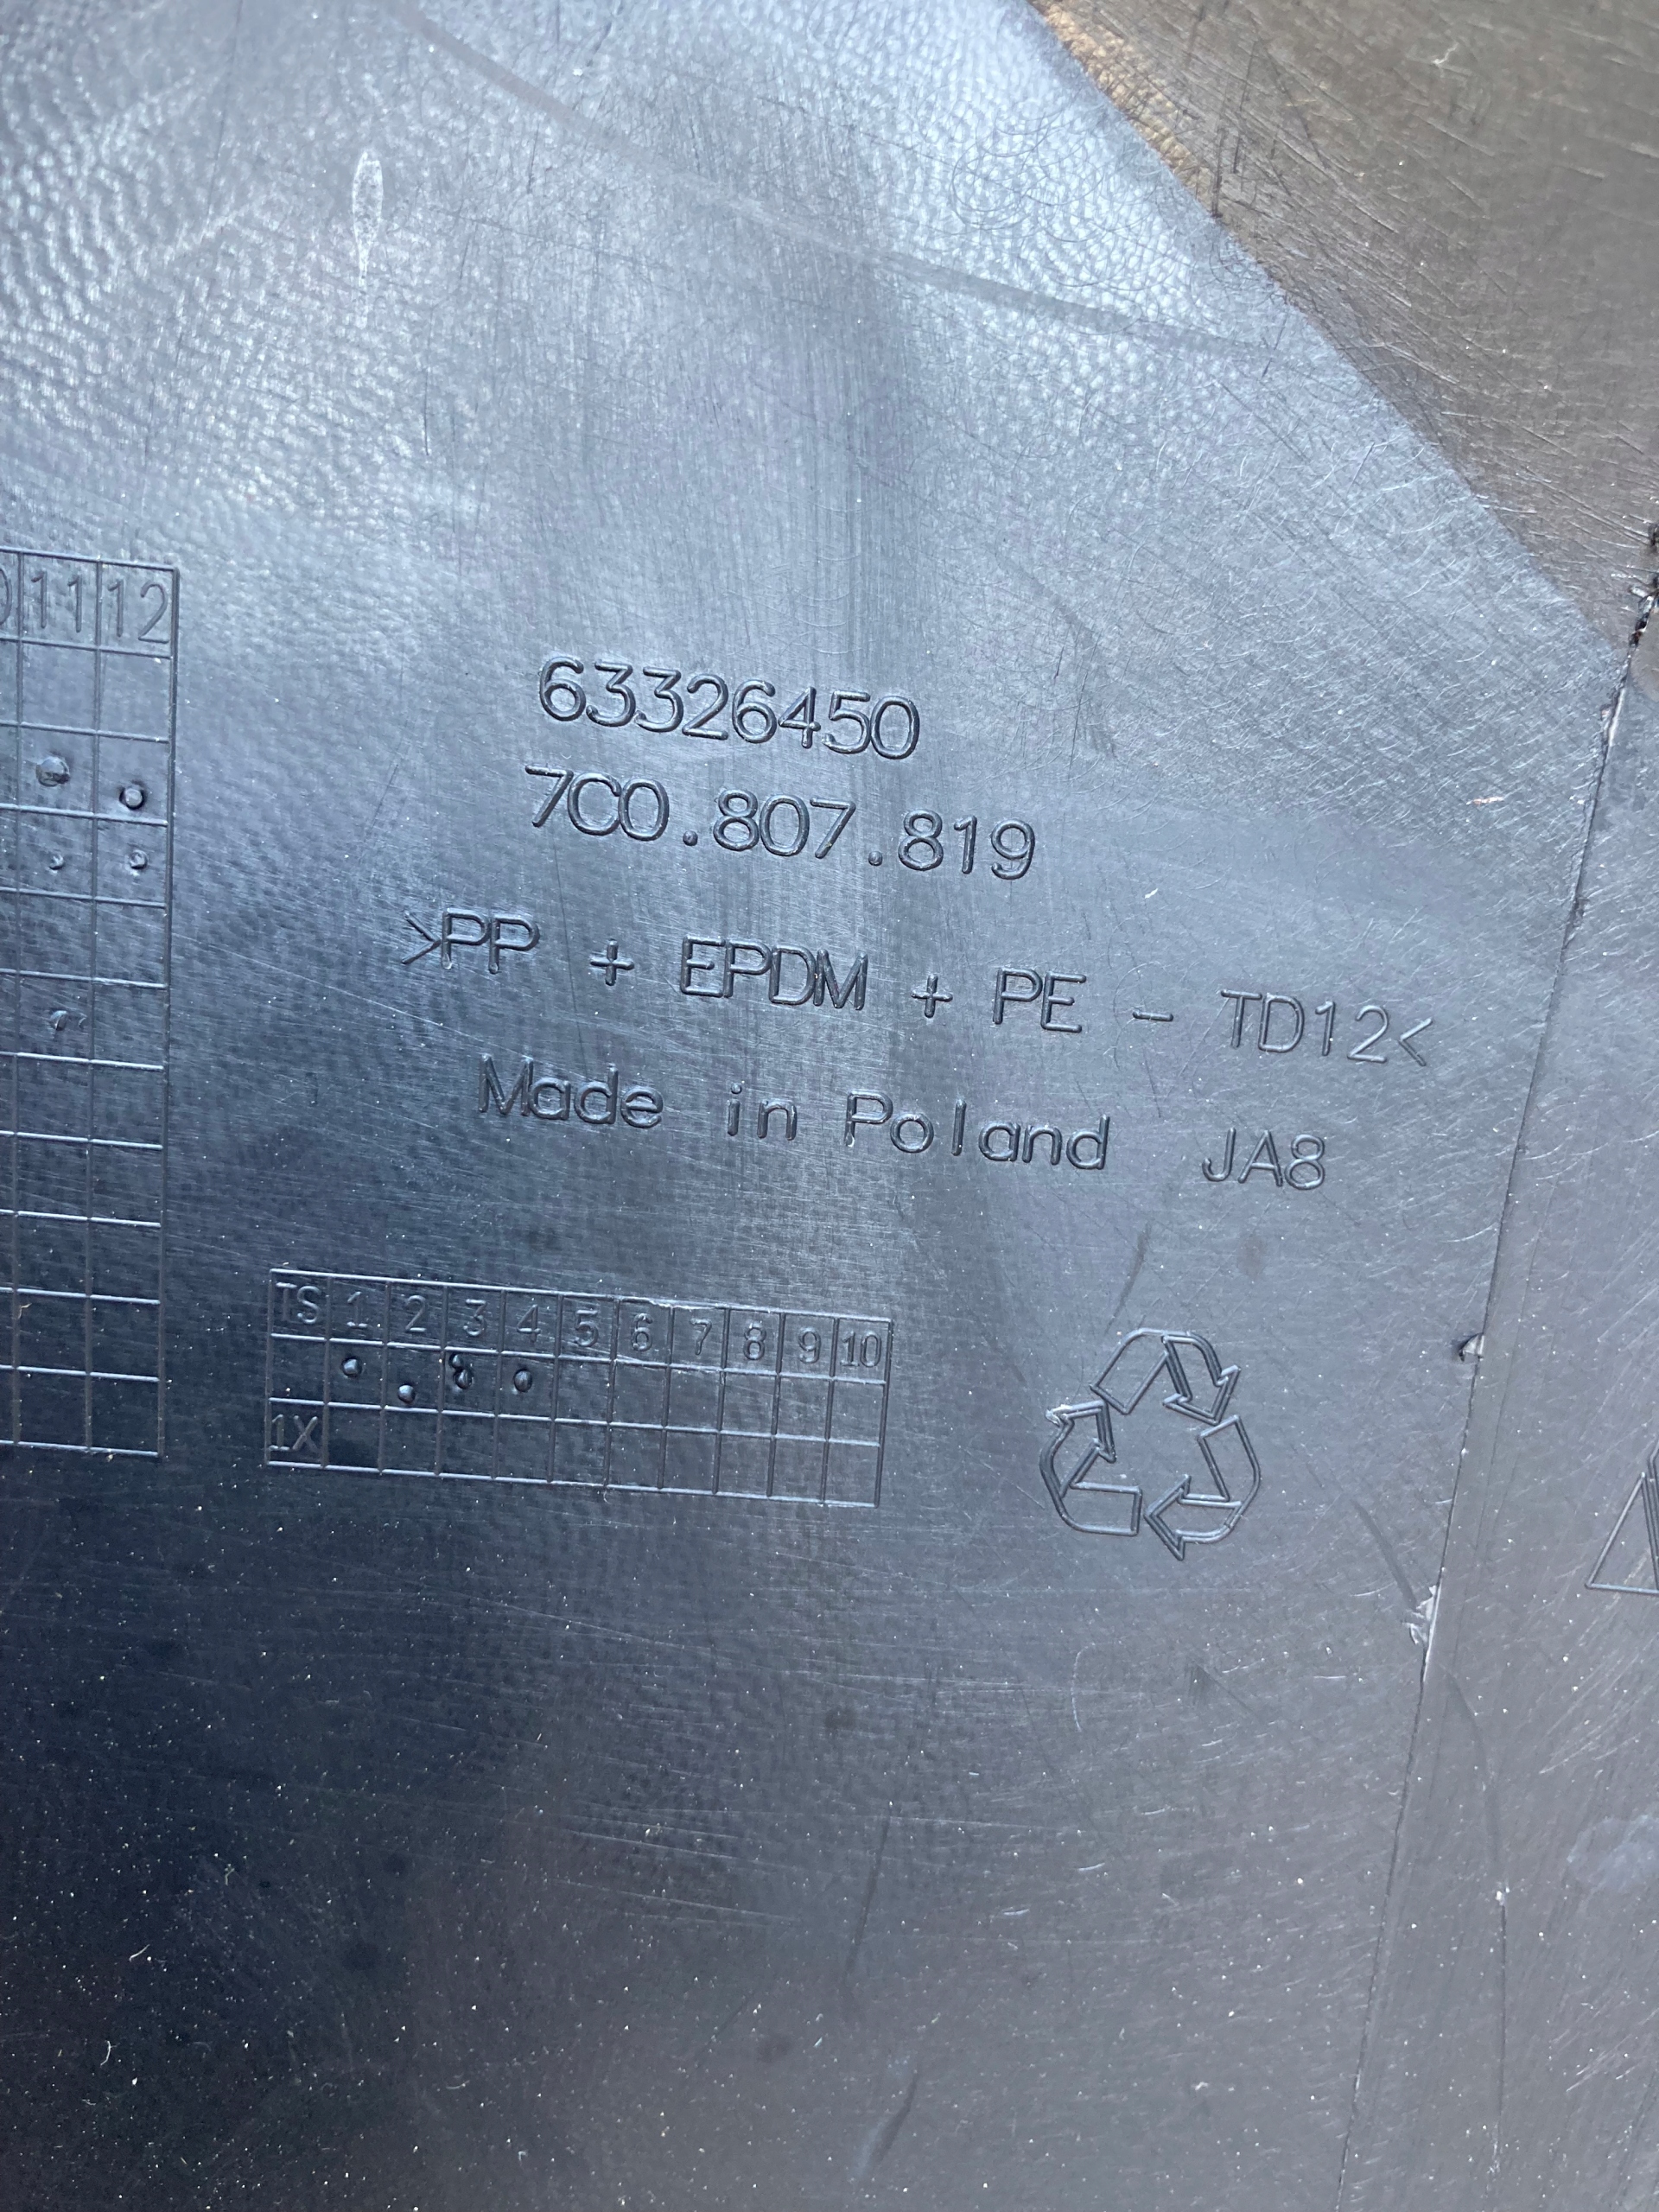 11 12
63326450
7C0.807.819
>PP + EPDM + PE - TD12<
Made in Poland JA8
TS 1 2 3 4 5 6 7 8 9 10
1X